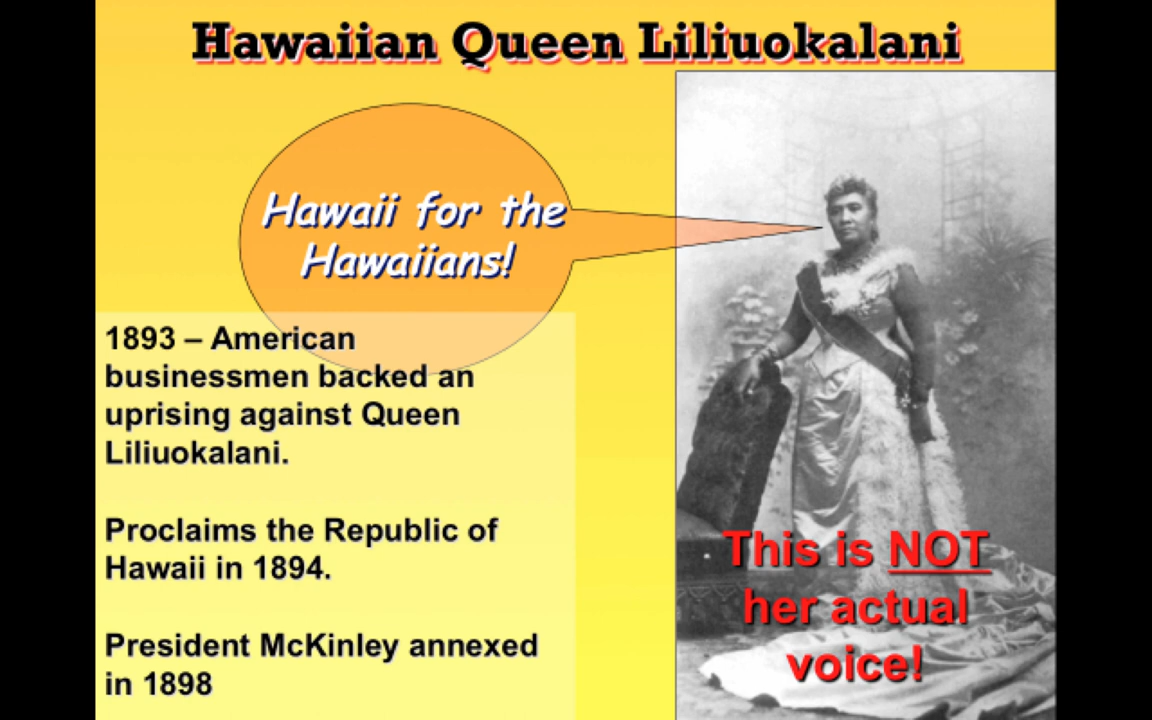 Hawaiian Queen Liliuokalani
Hawaii for the
Hawaiians!
1893 – American
businessmen backed an
uprising against Queen
Liliuokalani.
Proclaims the Republic of
Hawaii in 1894.
President McKinley annexed
in 1898
This is NOT
her actual
voice!